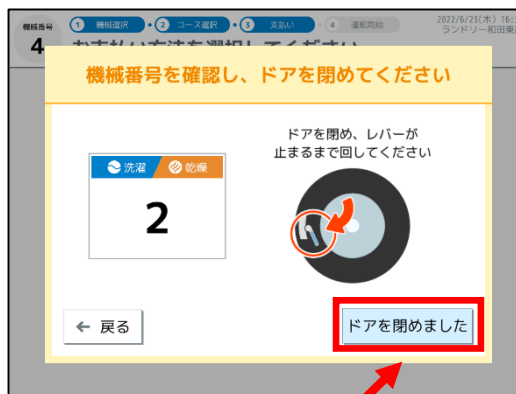 機械番号
4
1 機械選択
2 コース選択
3 支払い
4 運転開始
2022/6/23(木) 16:
ランドリー和田東
お支払い方法を選択してください
機械番号を確認し、ドアを閉めてください
洗濯 乾燥
2
ドアを閉め、レバーが
止まるまで回してください
← 戻る
ドアを閉めました